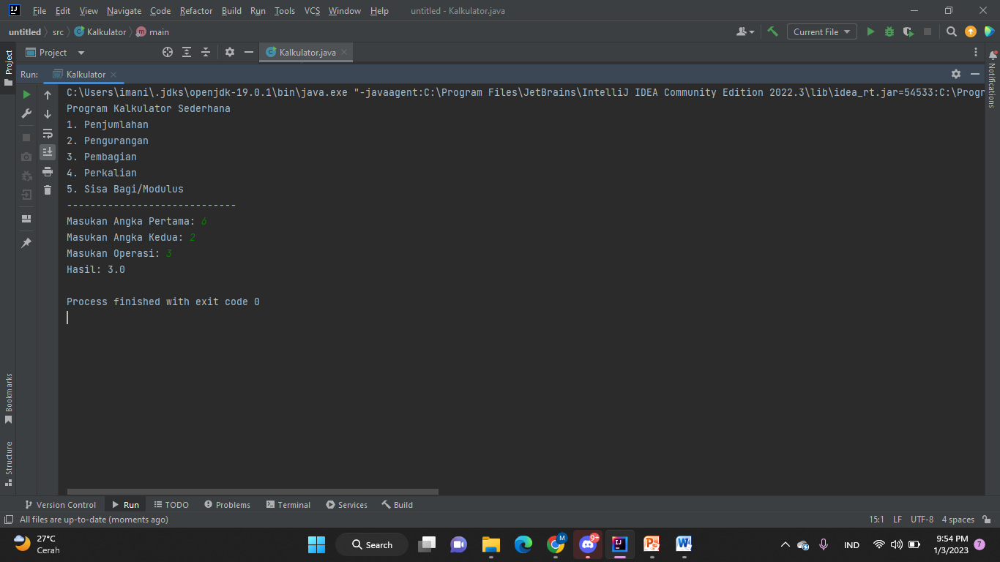 File Edit View Navigate Code Refactor Build Run Tools VCS Window Help untitled - Kalkulator.java
untitled src Kalkulator main Current File
Project Kalkulator.java
Project
Run: Kalkulator
Notifications
C:\Users\imani\.jdks\openjdk-19.0.1\bin\java.exe "-javaagent:C:\Program Files\JetBrains\IntelliJ IDEA Community Edition 2022.3\lib\idea_rt.jar=54533:C:\Progr
Program Kalkulator Sederhana
1. Penjumlahan
2. Pengurangan
3. Pembagian
4. Perkalian
5. Sisa Bagi/Modulus
-----------------------------
Masukan Angka Pertama: 6
Masukan Angka Kedua: 2
Masukan Operasi: 3
Hasil: 3.0
Process finished with exit code 0
Bookmarks
Structure
Version Control Run TODO Problems Terminal Services Build
All files are up-to-date (moments ago) 15:1 LF UTF-8 4 spaces
27°C
Cerah
Search
M
9+
IND
9:54 PM
1/3/2023
7